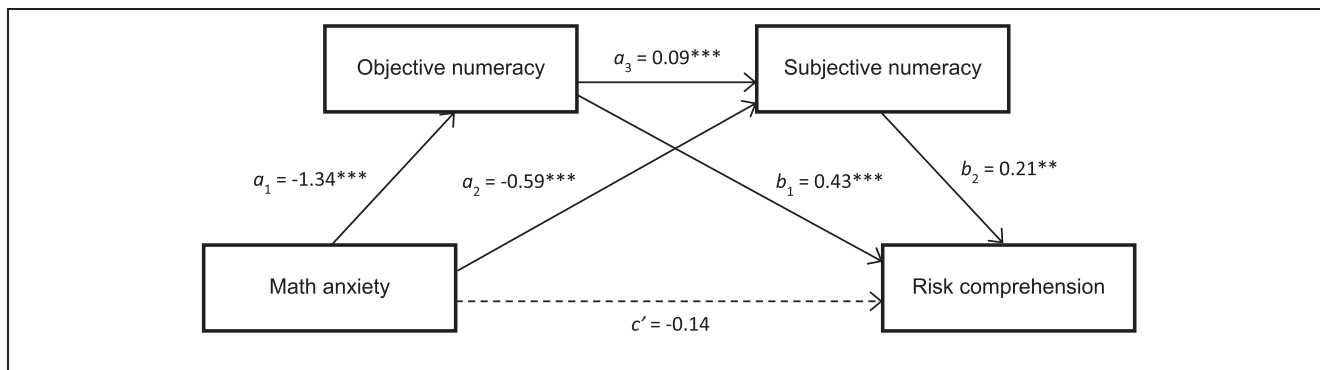 Objective numeracy
a3 = 0.09***
Subjective numeracy
a1 = -1.34***
a2 = -0.59***
b1 = 0.43***
b2 = 0.21**
Math anxiety
Risk comprehension
c′ = -0.14